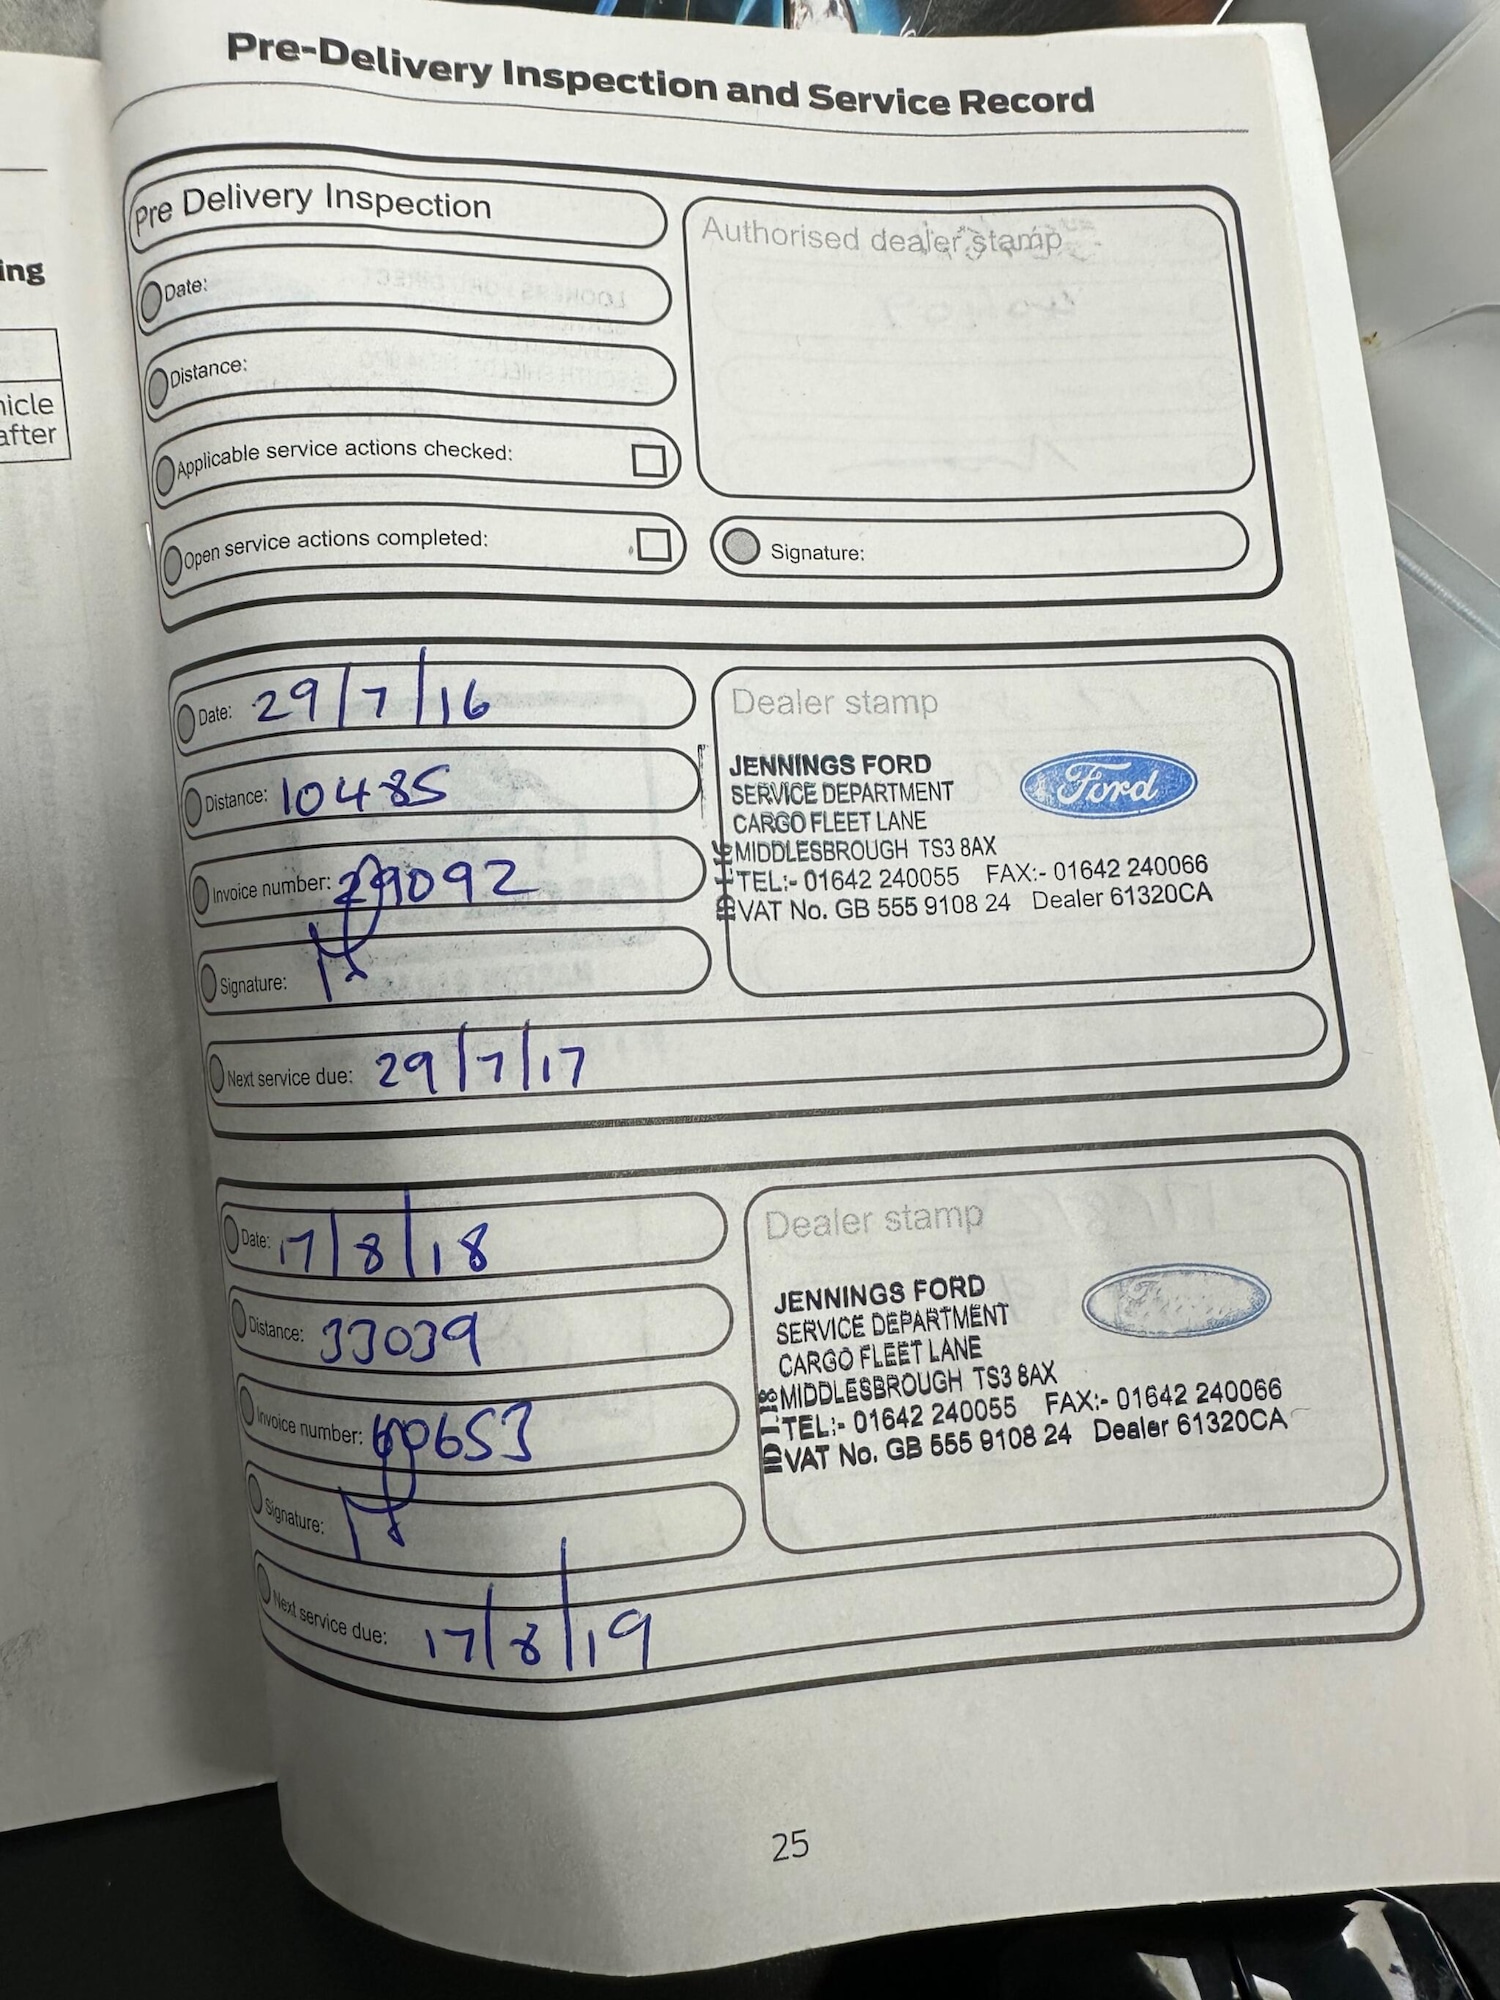 ing
hicle
after
Pre-Delivery Inspection and Service Record
Pre Delivery Inspection
Date:
Distance:
Applicable service actions checked:
Open service actions completed:
Authorised dealer stamp
Signature:
Date: 29/7/16
Distance: 10485
Invoice number: 29092
Signature:
Next service due: 29/7/17
Dealer stamp
JENNINGS FORD
SERVICE DEPARTMENT
CARGO FLEET LANE
MIDDLESBROUGH TS3 8AX
TEL:- 01642 240055 FAX:- 01642 240066
VAT No. GB 555 9108 24 Dealer 61320CA
Ford
Date: 17/8/18
Distance: 33039
Invoice number: 60653
Signature:
Next service due: 17/8/19
Dealer stamp
JENNINGS FORD
SERVICE DEPARTMENT
CARGO FLEET LANE
MIDDLESBROUGH TS3 8AX
TEL:- 01642 240055 FAX:- 01642 240066
VAT No. GB 555 9108 24 Dealer 61320CA
Ford
25